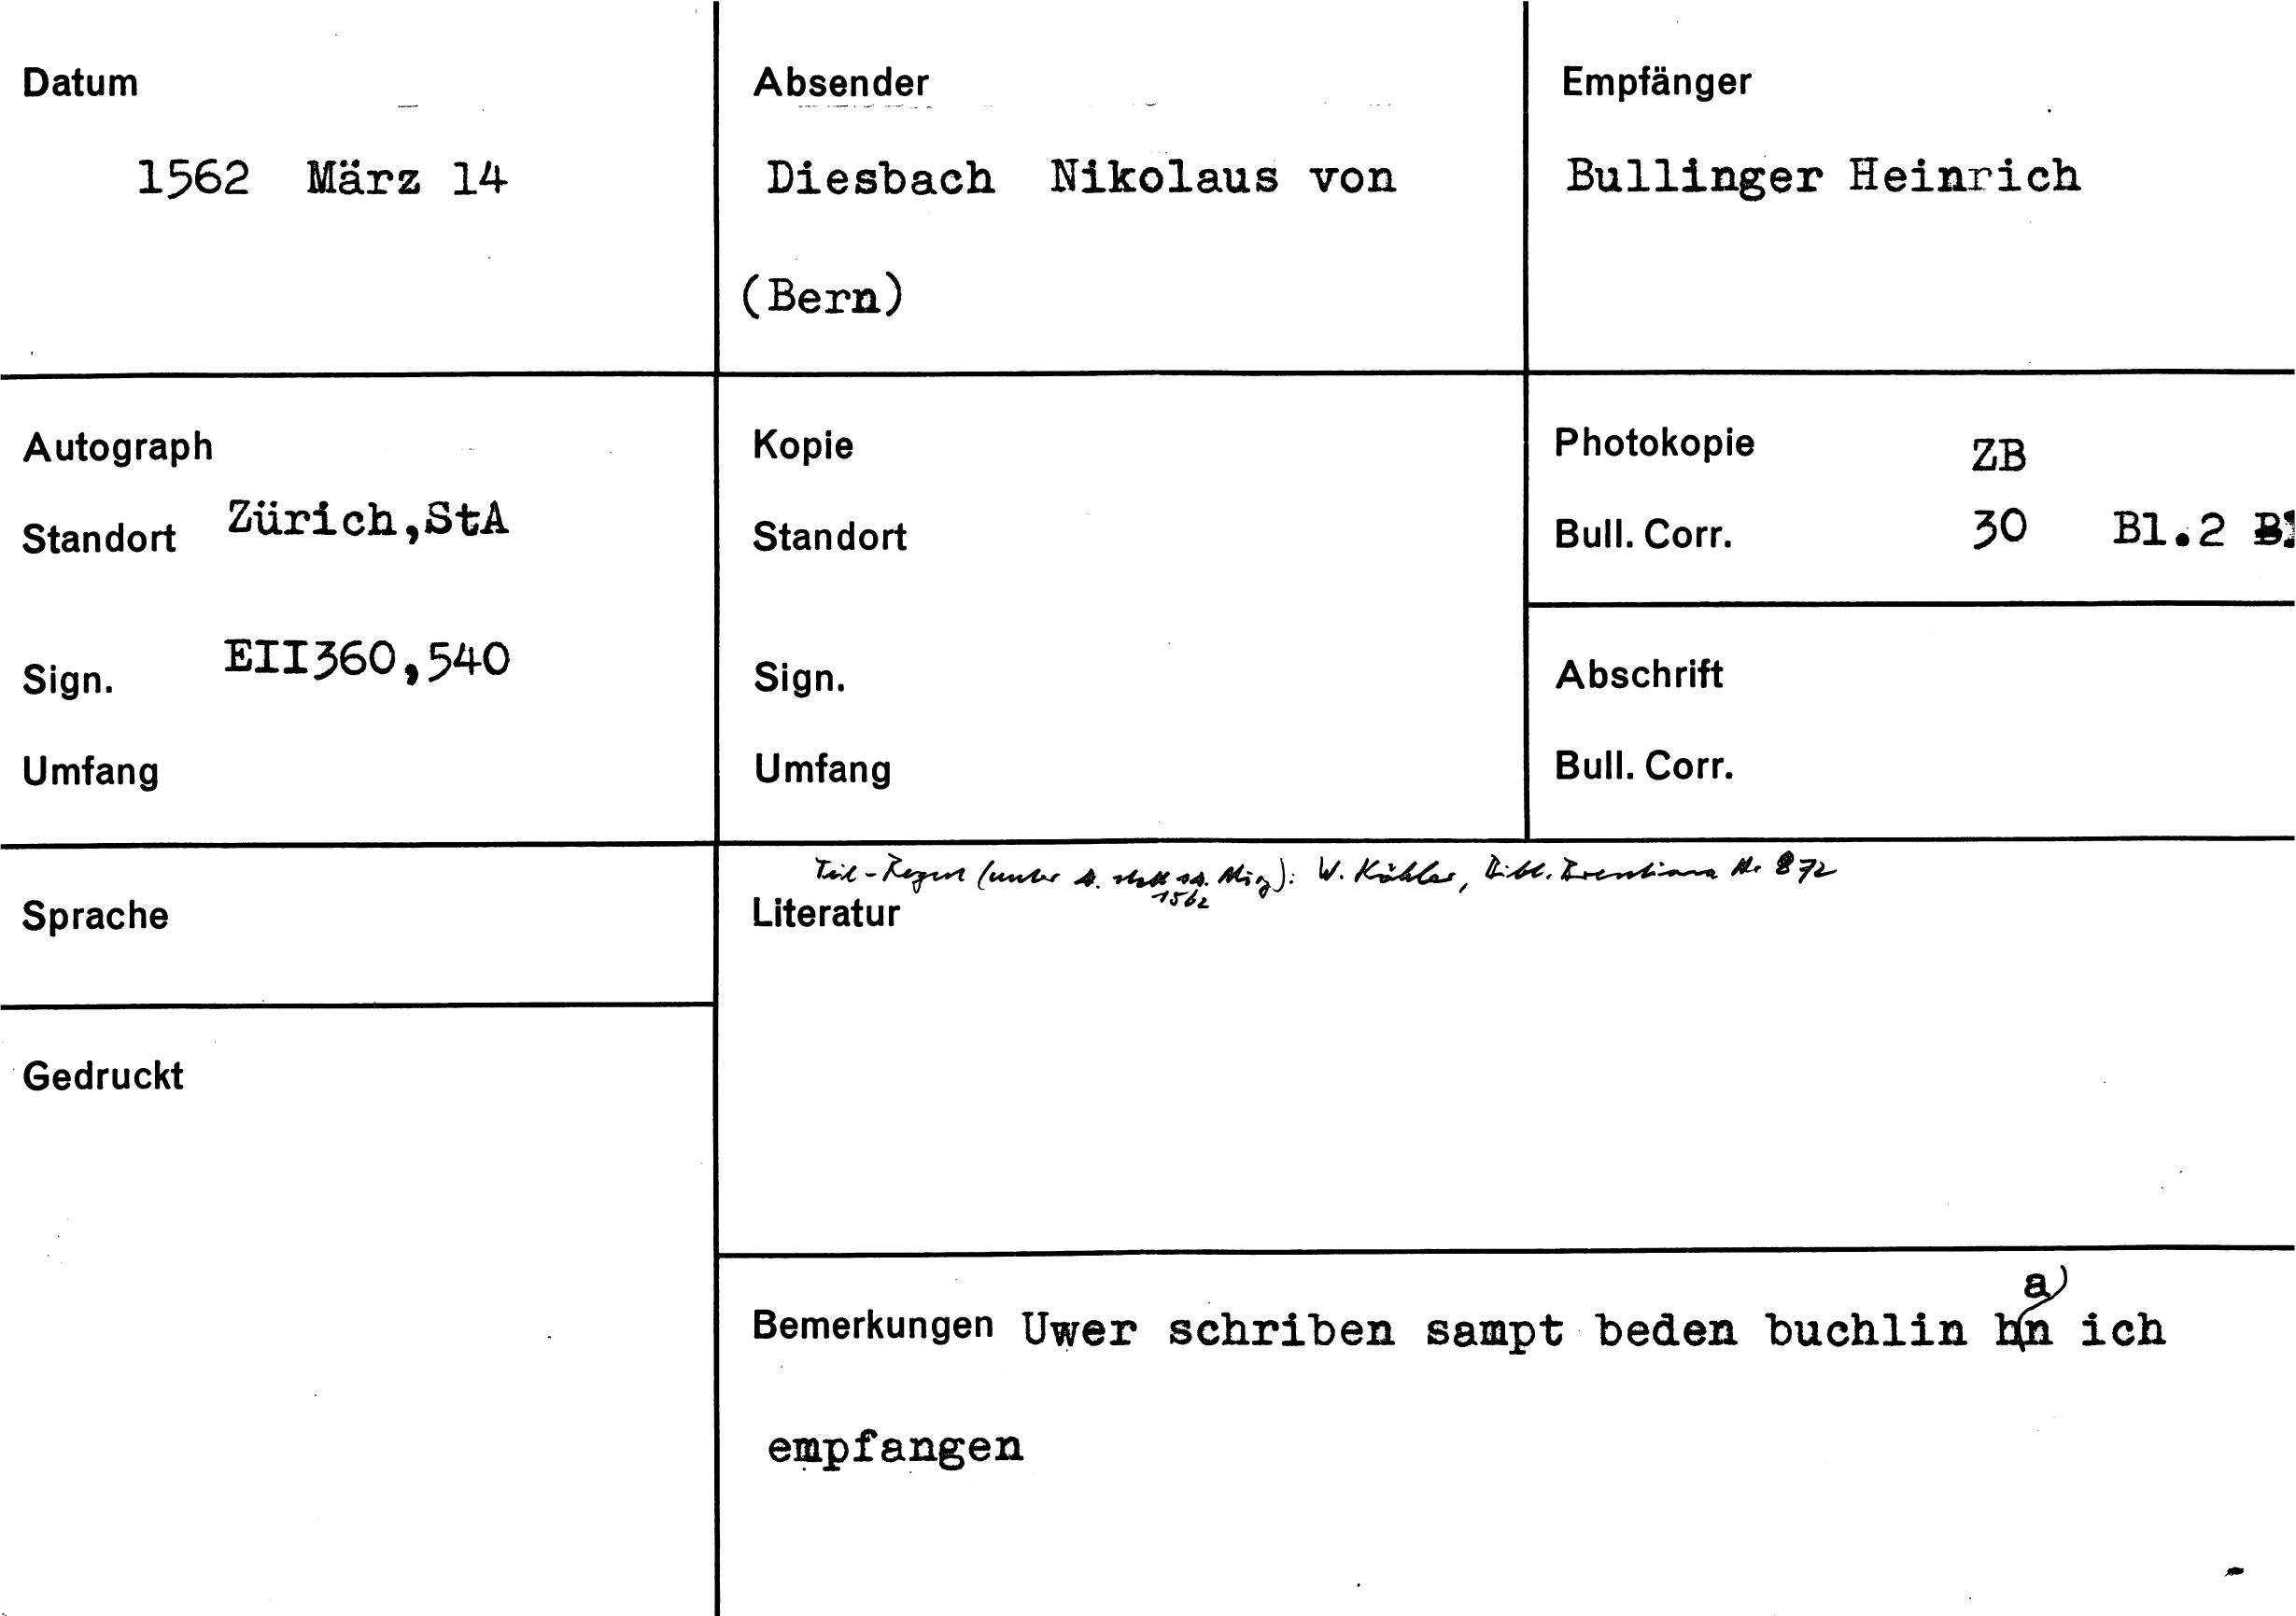 Datum
1562 März 14
Absender
Diesbach Nikolaus von
(Bern)
Empfänger
Bullinger Heinrich
Autograph
Standort Zürich,StA
Sign. EII360,540
Umfang
Kopie
Standort
Sign.
Umfang
Photokopie ZB
Bull. Corr. 30 Bl.2
Abschrift
Bull. Corr.
Sprache
Gedruckt
Teil-Regest (unter 4. statt 14. März): W. Köhler, Bibl. Brentiana Nr 872
1562
Literatur
Bemerkungen Uwer schriben sampt beden buchlin han ich
empfangen